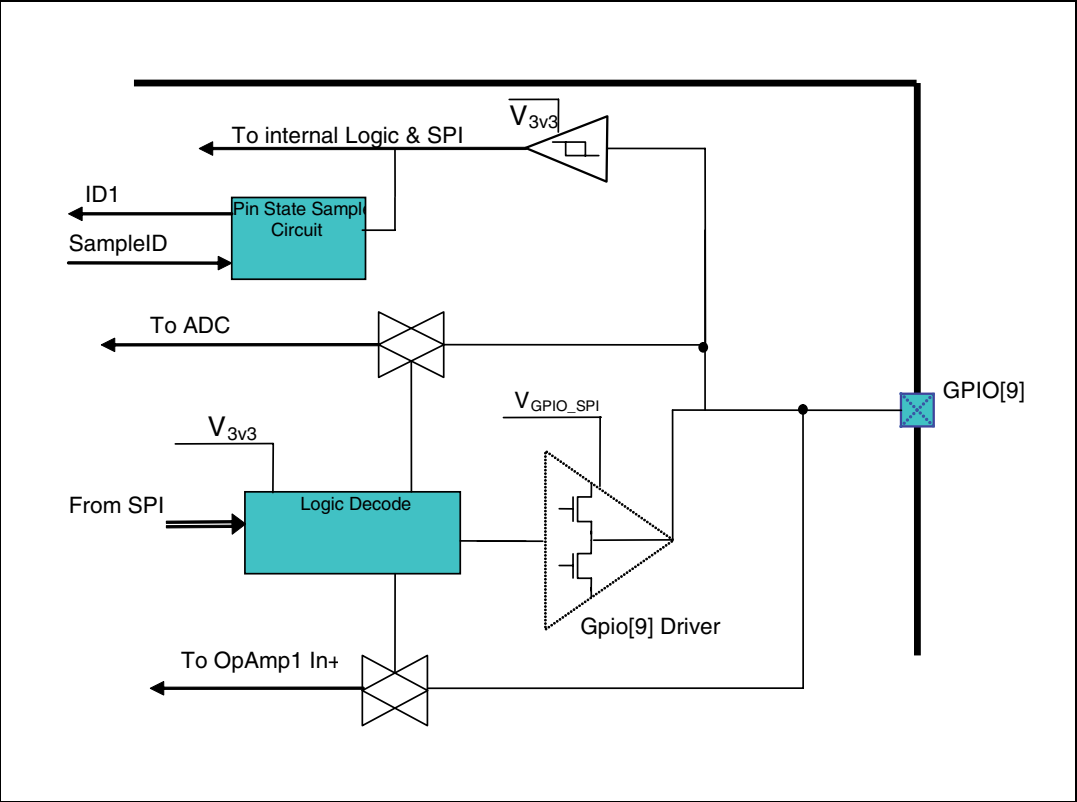 V3v3
To internal Logic & SPI
ID1
Pin State Sampl
Circuit
SampleID
To ADC
GPIO[9]
VGPIO_SPI
V3v3
From SPI
Logic Decode
Gpio[9] Driver
To OpAmp1 In+